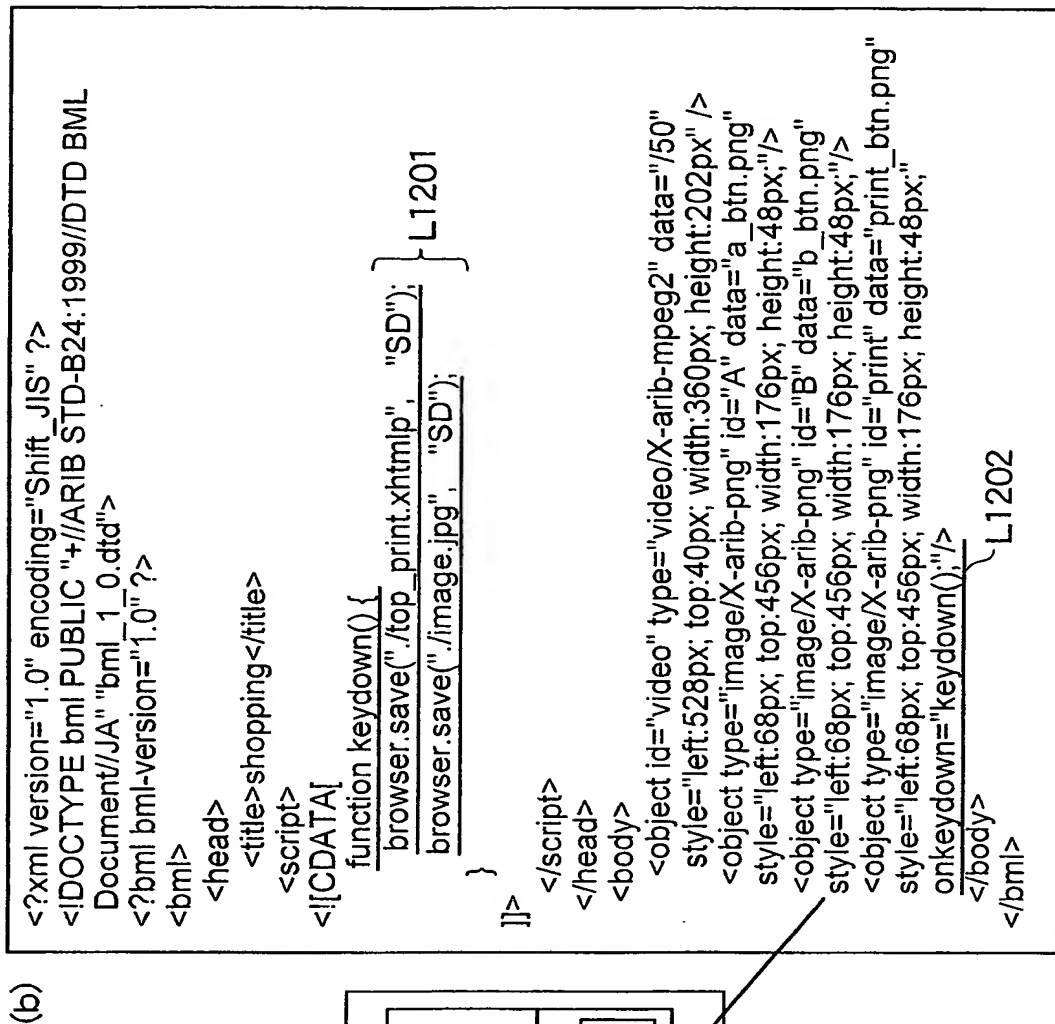 (b)
<?xml version="1.0" encoding="Shift_JIS" ?>
<!DOCTYPE bml PUBLIC "+//ARIB STD-B24:1999//DTD BML
Document//JA" "bml_1_0.dtd">
<?bml bml-version="1.0" ?>
<bml>
<head>
<title>shopping</title>
<script>
<![CDATA[
function keydown() {
browser.save("./top_print.xhtmlp", "SD");
browser.save("./image.jpg", "SD");
L1201
}
]]>
</script>
</head>
<body>
<object id="video" type="video/X-arib-mpeg2" data="/50"
style="left:528px; top:40px; width:360px; height:202px" />
<object type="image/X-arib-png" id="A" data="a_btn.png"
style="left:68px; top:456px; width:176px; height:48px;"/>
<object type="image/X-arib-png" id="B" data="b_btn.png"
style="left:68px; top:456px; width:176px; height:48px;"/>
<object type="image/X-arib-png" id="print" data="print_btn.png"
style="left:68px; top:456px; width:176px; height:48px;"
onkeydown="keydown();"/>
L1202
</body>
</bml>